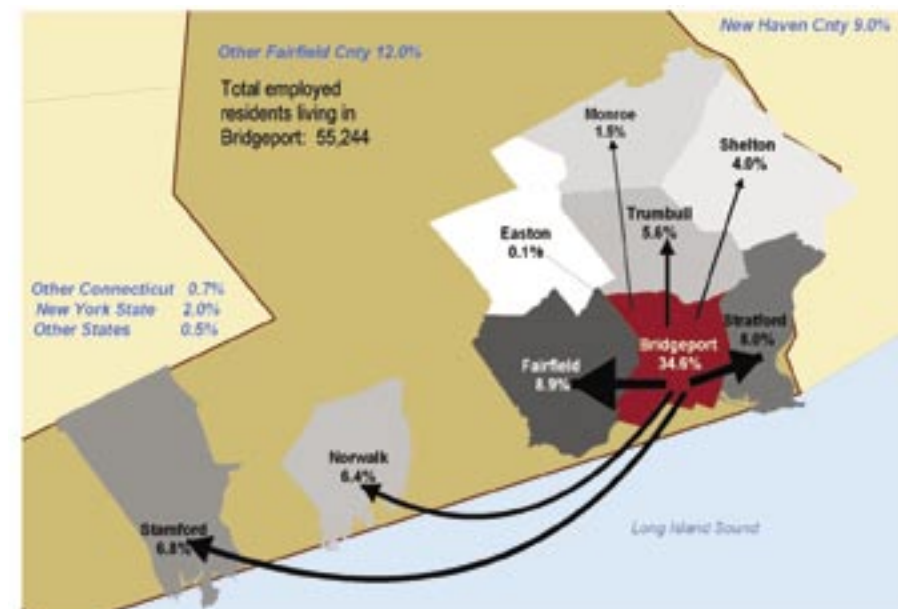 Other Fairfield Cnty 12.0%
New Haven Cnty 9.0%
Total employed
residents living in
Bridgeport: 55,244
Monroe
1.5%
Shelton
4.0%
Trumbull
5.6%
Easton
0.1%
Other Connecticut 0.7%
New York State 2.0%
Other States 0.5%
Bridgeport
34.6%
Stratford
8.0%
Fairfield
8.9%
Norwalk
6.4%
Stamford
6.8%
Long Island Sound